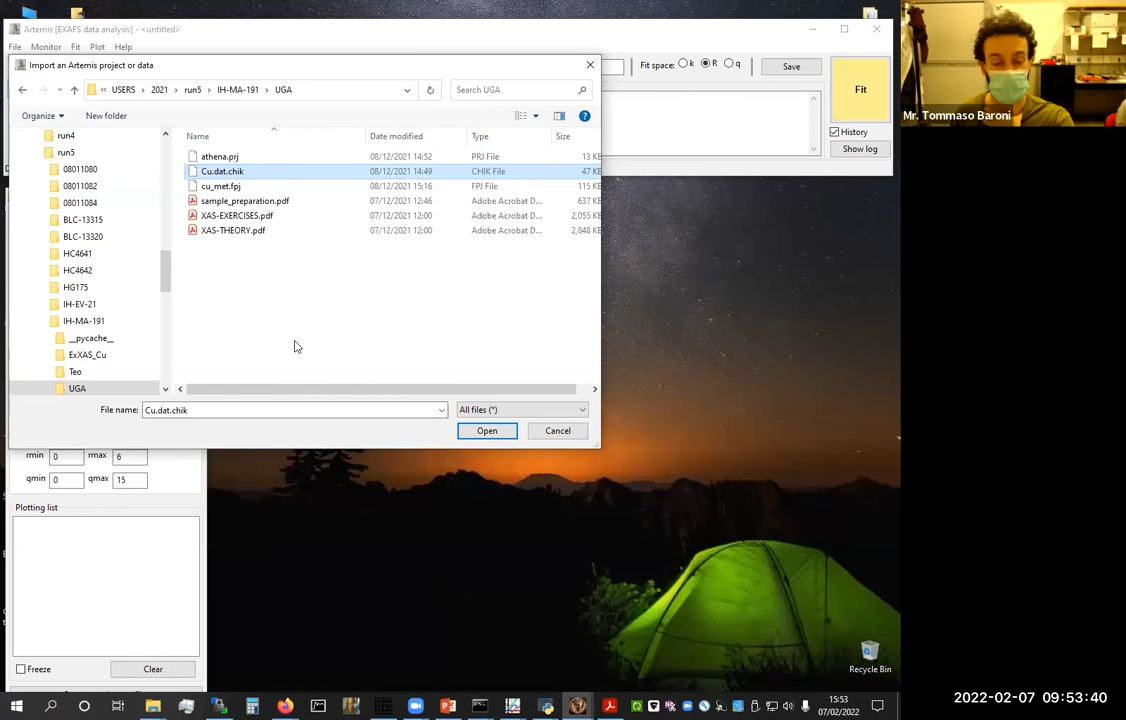 Artemis [EXAFS data analysis] - <untitled>
File Monitor Fit Plot Help
Import an Artemis project or data
« USERS > 2021 > run5 > IH-MA-191 > UGA
Search UGA
Fit space: k R q
Save
Fit
History
Show log
Organize
New folder
Name Date modified Type Size
run4
run5
08011080
08011082
08011084
BLC-13315
BLC-13320
HC4641
HC4642
HG175
IH-EV-21
IH-MA-191
__pycache__
ExXAS_Cu
Teo
UGA
athena.prj 08/12/2021 14:52 PRJ File 13 KB
Cu.dat.chik 08/12/2021 14:49 CHIK File 47 KB
cu_met.fpj 08/12/2021 15:16 FPJ File 115 KB
sample_preparation.pdf 07/12/2021 12:46 Adobe Acrobat D... 637 KB
XAS-EXERCISES.pdf 07/12/2021 12:00 Adobe Acrobat D... 2,055 KB
XAS-THEORY.pdf 07/12/2021 12:00 Adobe Acrobat D... 2,848 KB
File name: Cu.dat.chik
All files (*)
Open Cancel
rmin 0 rmax 6
qmin 0 qmax 15
Plotting list
Freeze Clear
Mr. Tommaso Baroni
Recycle Bin
15:53
07/02/2022
2022-02-07 09:53:40